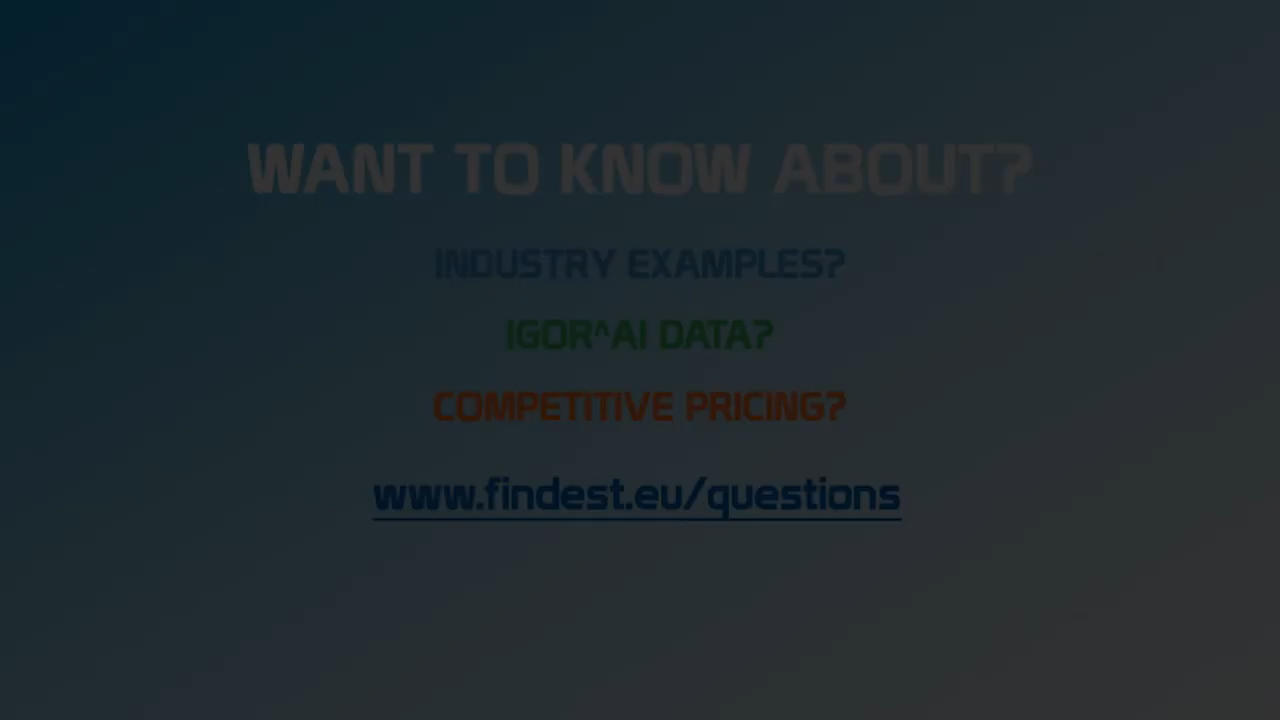 WANT TO KNOW ABOUT?
INDUSTRY EXAMPLES?
IGOR^AI DATA?
COMPETITIVE PRICING?
www.findest.eu/questions